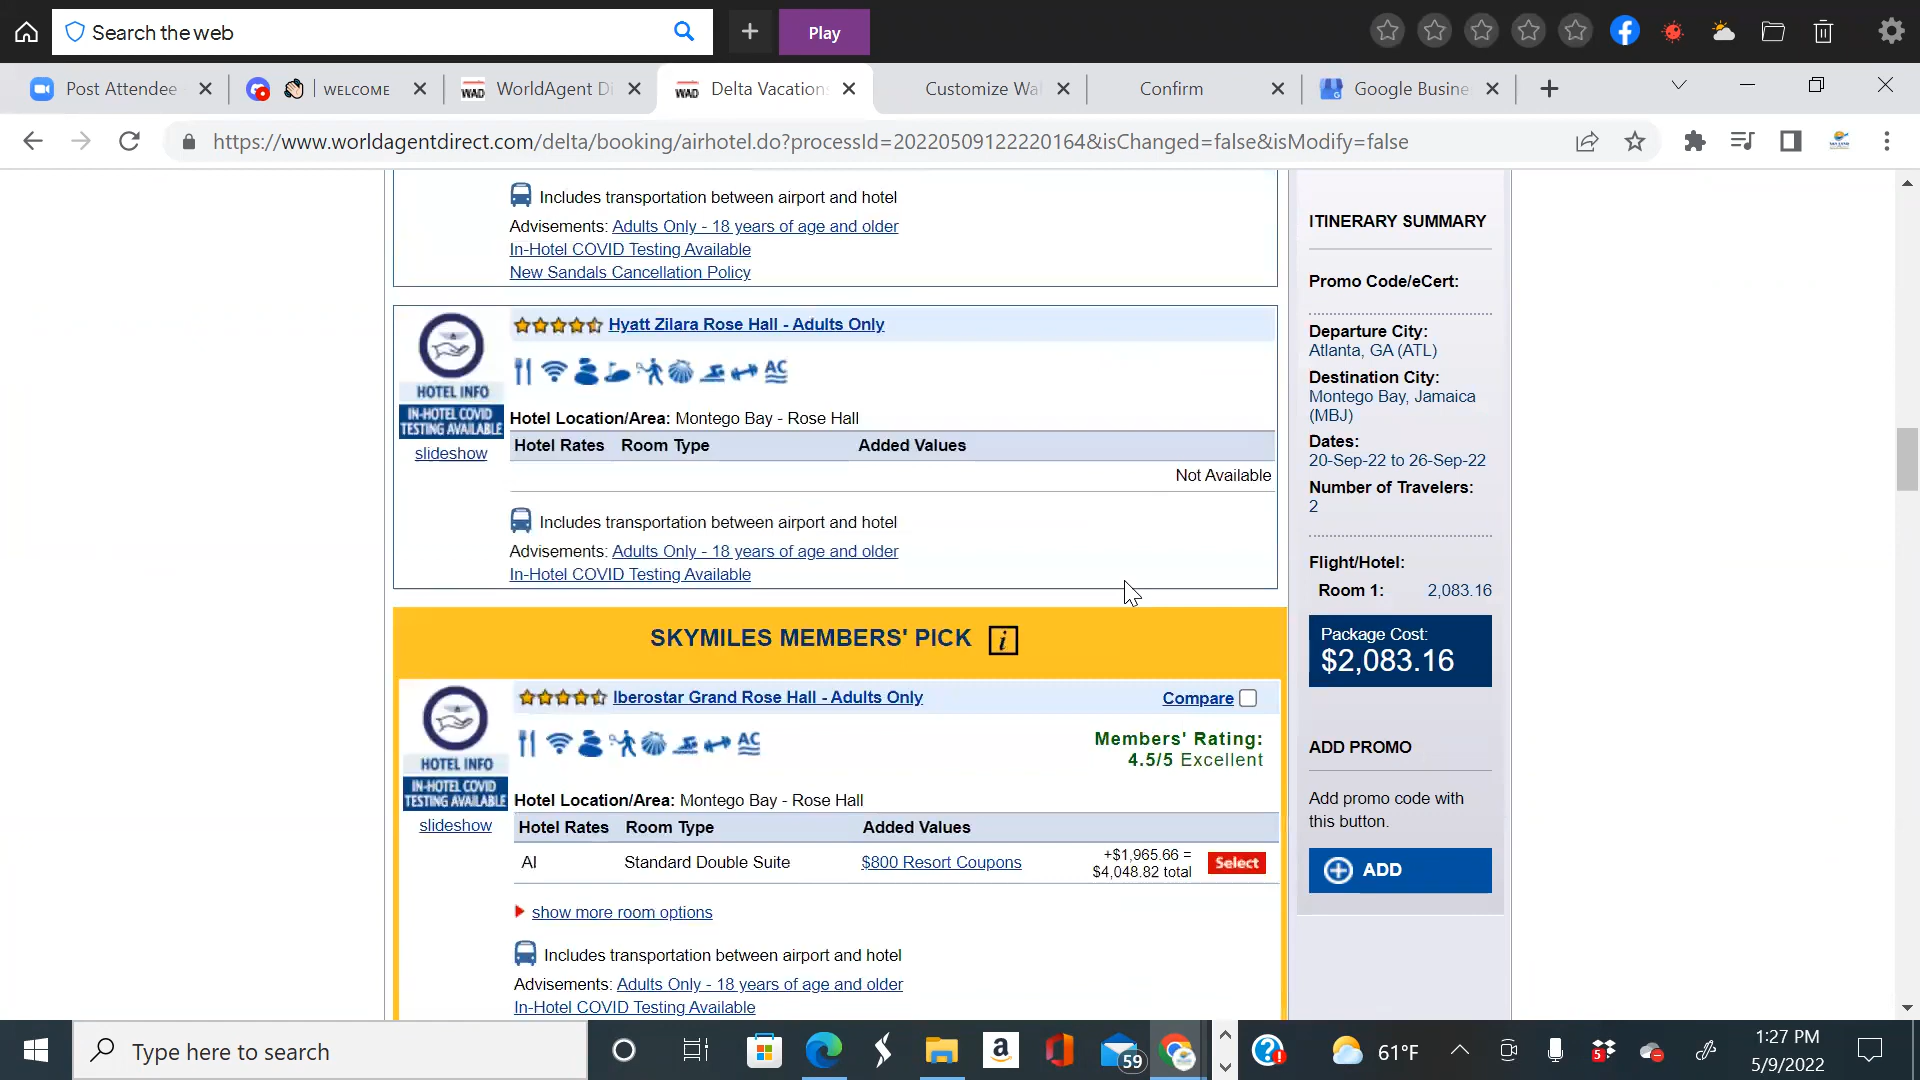 Search the web
Play
Post Attendee
WELCOME
WAD WorldAgent Di
WAD Delta Vacations
Customize Wa
Confirm
Google Busine
https://www.worldagentdirect.com/delta/booking/airhotel.do?processId=20220509122220164&isChanged=false&isModify=false
Includes transportation between airport and hotel
Advisements: Adults Only - 18 years of age and older
In-Hotel COVID Testing Available
New Sandals Cancellation Policy
HOTEL INFO
IN-HOTEL COVID
TESTING AVAILABLE
slideshow
Hyatt Zilara Rose Hall - Adults Only
AC
Hotel Location/Area: Montego Bay - Rose Hall
Hotel Rates Room Type Added Values
Not Available
Includes transportation between airport and hotel
Advisements: Adults Only - 18 years of age and older
In-Hotel COVID Testing Available
SKYMILES MEMBERS' PICK i
HOTEL INFO
IN-HOTEL COVID
TESTING AVAILABLE
slideshow
Iberostar Grand Rose Hall - Adults Only Compare
AC
Members' Rating:
4.5/5 Excellent
Hotel Location/Area: Montego Bay - Rose Hall
Hotel Rates Room Type Added Values
AI Standard Double Suite $800 Resort Coupons +$1,965.66 =
$4,048.82 total Select
show more room options
Includes transportation between airport and hotel
Advisements: Adults Only - 18 years of age and older
In-Hotel COVID Testing Available
ITINERARY SUMMARY
Promo Code/eCert:
Departure City:
Atlanta, GA (ATL)
Destination City:
Montego Bay, Jamaica
(MBJ)
Dates:
20-Sep-22 to 26-Sep-22
Number of Travelers:
2
Flight/Hotel:
Room 1: 2,083.16
Package Cost:
$2,083.16
ADD PROMO
Add promo code with
this button.
ADD
Type here to search
59
61°F
5
1:27 PM
5/9/2022